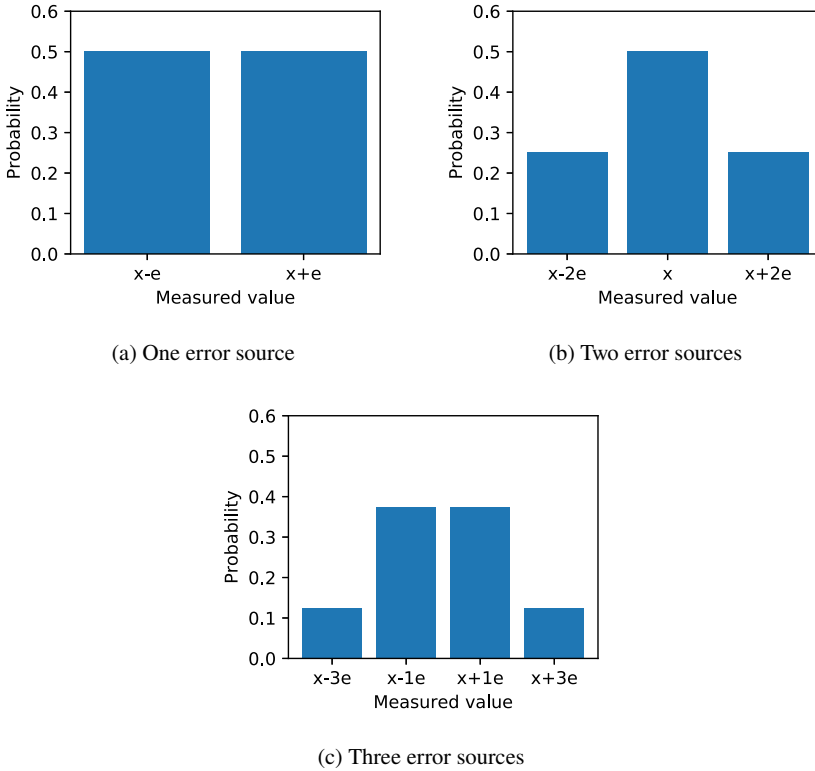 0.6
0.5
0.4
0.3
0.2
0.1
0.0
Probability
x-e x+e
Measured value
(a) One error source
0.6
0.5
0.4
0.3
0.2
0.1
0.0
Probability
x-2e x x+2e
Measured value
(b) Two error sources
0.6
0.5
0.4
0.3
0.2
0.1
0.0
Probability
x-3e x-1e x+1e x+3e
Measured value
(c) Three error sources